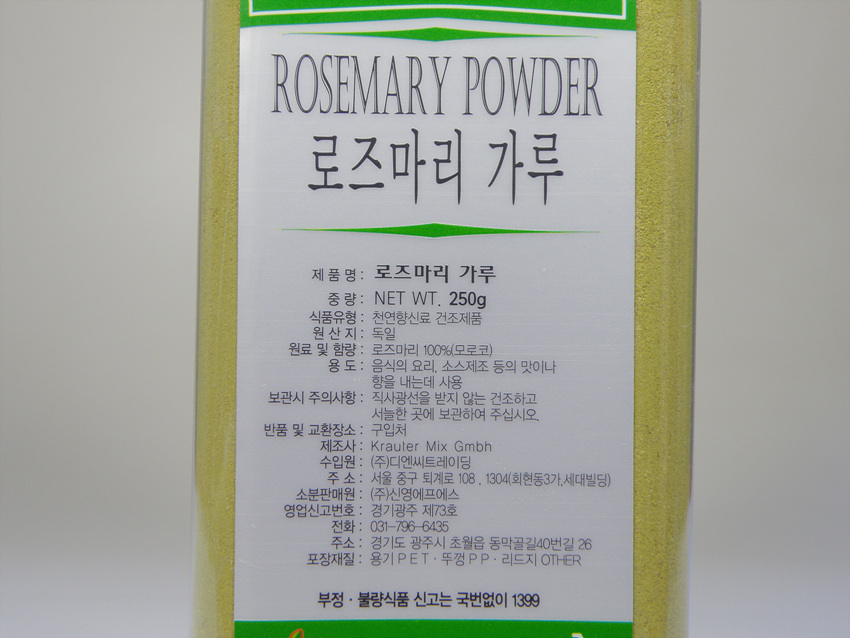 ROSEMARY POWDER
로즈마리 가루
제 품 명 : 로즈마리 가루
중 량 : NET WT. 250g
식품유형 : 천연향신료 건조제품
원 산 지 : 독일
원료 및 함량 : 로즈마리 100%(모로코)
용 도 : 음식의 요리, 소스제조 등의 맛이나
향을 내는데 사용
보관시 주의사항 : 직사광선을 받지 않는 건조하고
서늘한 곳에 보관하여 주십시오.
반품 및 교환장소 : 구입처
제조사 : Krauter Mix Gmbh
수입원 : (주)디엔씨트레이딩
주 소 : 서울 중구 퇴계로 108 , 1304(회현동3가,세대빌딩)
소분판매원 : (주)신영에프에스
영업신고번호 : 경기광주 제73호
전화 : 031-796-6435
주소 : 경기도 광주시 초월읍 동막골길40번길 26
포장재질 : 용기 P E T · 뚜껑 P P · 리드지 OTHER
부정 · 불량식품 신고는 국번없이 1399